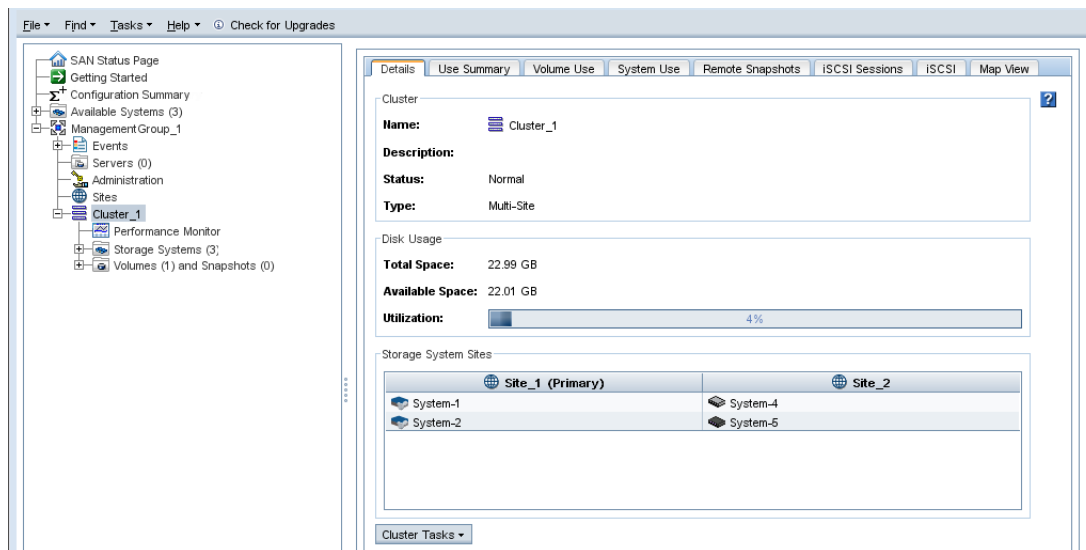 File Find Tasks Help Check for Upgrades
SAN Status Page
Getting Started
Configuration Summary
Available Systems (3)
ManagementGroup_1
Events
Servers (0)
Administration
Sites
Cluster_1
Performance Monitor
Storage Systems (3)
Volumes (1) and Snapshots (0)
Details Use Summary Volume Use System Use Remote Snapshots iSCSI Sessions iSCSI Map View
Cluster
Name: Cluster_1
Description:
Status: Normal
Type: Multi-Site
Disk Usage
Total Space: 22.99 GB
Available Space: 22.01 GB
Utilization: 4%
Storage System Sites
Site_1 (Primary) Site_2
System-1 System-4
System-2 System-5
Cluster Tasks